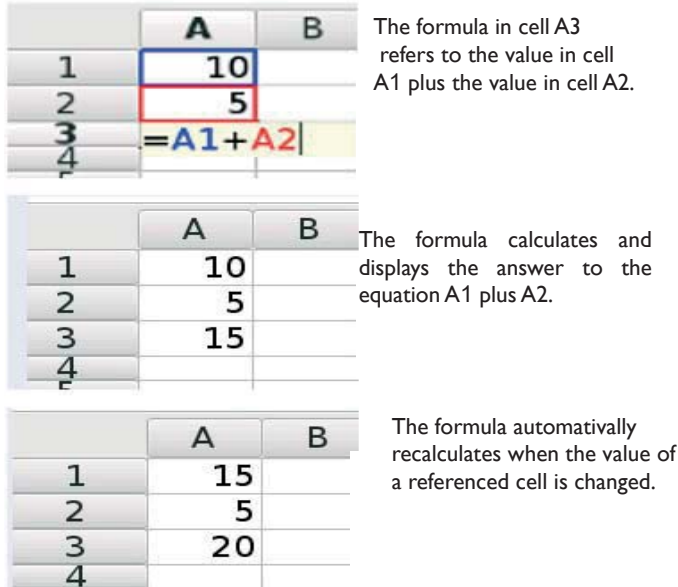 A B
The formula in cell A3
refers to the value in cell
A1 plus the value in cell A2.
1 10
2 5
3 =A1+A2
4
A B
The formula calculates and
displays the answer to the
equation A1 plus A2.
1 10
2 5
3 15
4
A B
The formula automativally
recalculates when the value of
a referenced cell is changed.
1 15
2 5
3 20
4